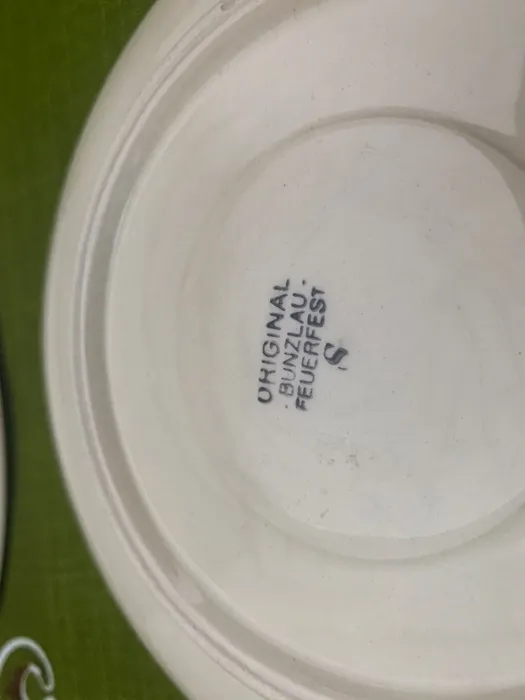 ORIGINAL
· BUNZLAU ·
FEUERFEST
S